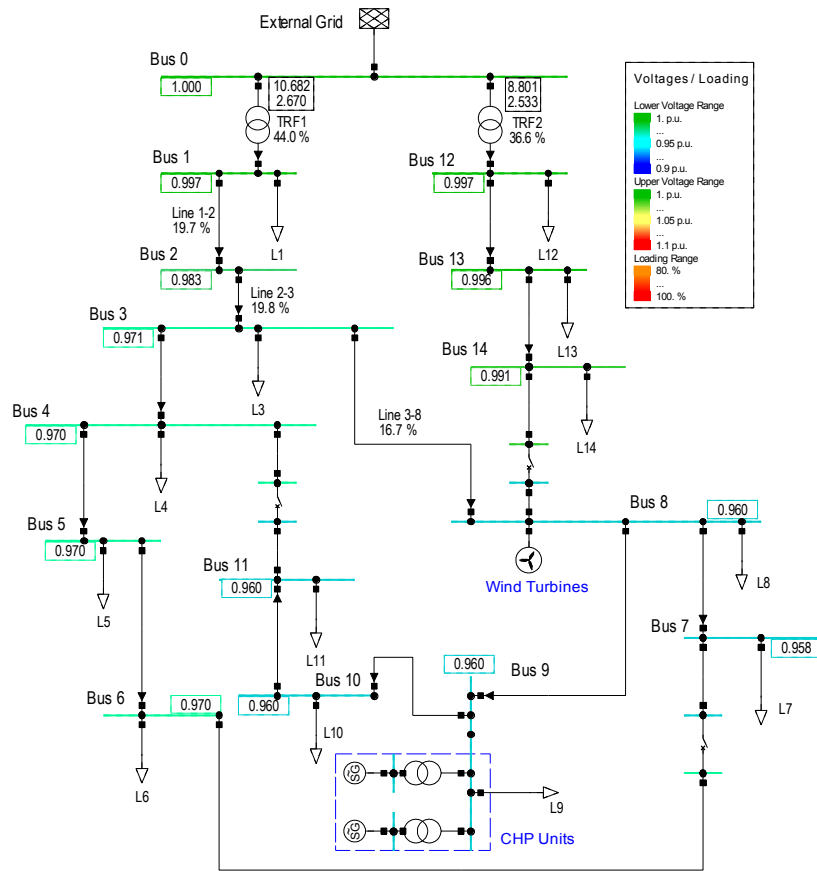 External Grid
Bus 0
1.000
10.682
2.670
8.801
2.533
TRF1
44.0 %
TRF2
36.6 %
Voltages / Loading
Lower Voltage Range
1. p.u.
...
0.95 p.u.
...
0.9 p.u.
Upper Voltage Range
1. p.u.
...
1.05 p.u.
...
1.1 p.u.
Loading Range
80. %
...
100. %
Bus 1
0.997
Bus 12
0.997
Line 1-2
19.7 %
L1
L12
Bus 2
0.983
Bus 13
0.996
Line 2-3
19.8 %
Bus 3
0.971
L13
L3
Bus 14
0.991
Bus 4
0.970
Line 3-8
16.7 %
L14
L4
Bus 5
0.970
Bus 8
0.960
Bus 11
0.960
Wind Turbines
L8
L5
L11
Bus 7
0.958
Bus 6
0.970
Bus 10
0.960
0.960
Bus 9
L7
L10
L6
SG
SG
L9
CHP Units